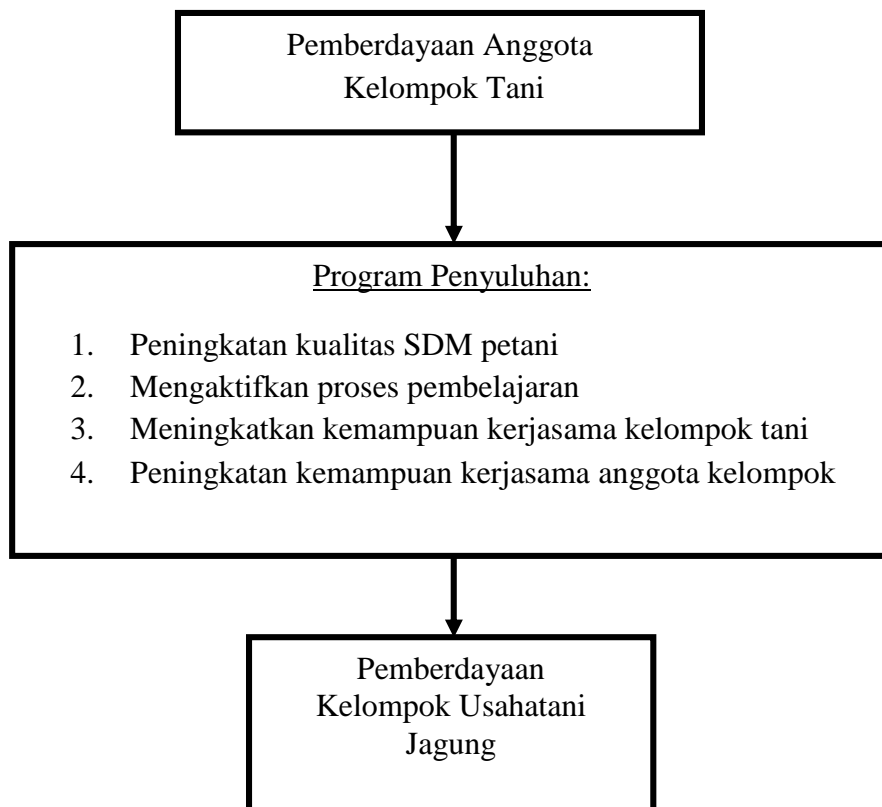 Pemberdayaan Anggota
Kelompok Tani
Program Penyuluhan:
1. Peningkatan kualitas SDM petani
2. Mengaktifkan proses pembelajaran
3. Meningkatkan kemampuan kerjasama kelompok tani
4. Peningkatan kemampuan kerjasama anggota kelompok
Pemberdayaan
Kelompok Usahatani
Jagung